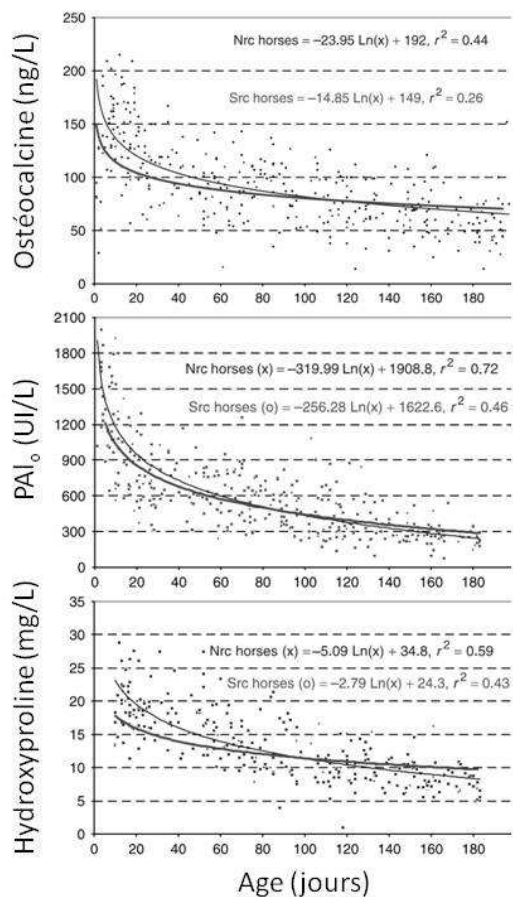 Ostéocalcine (ng/L)
250
200
150
100
50
0
Nrc horses = −23.95 Ln(x) + 192, r² = 0.44
Src horses = −14.85 Ln(x) + 149, r² = 0.26
0 20 40 60 80 100 120 140 160 180
PAlₒ (UI/L)
2100
1800
1500
1200
900
600
300
0
Nrc horses (x) = −319.99 Ln(x) + 1908.8, r² = 0.72
Src horses (o) = −256.28 Ln(x) + 1622.6, r² = 0.46
0 20 40 60 80 100 120 140 160 180
Hydroxyproline (mg/L)
35
30
25
20
15
10
5
0
Nrc horses (x) = −5.09 Ln(x) + 34.8, r² = 0.59
Src horses (o) = −2.79 Ln(x) + 24.3, r² = 0.43
0 20 40 60 80 100 120 140 160 180
Age (jours)